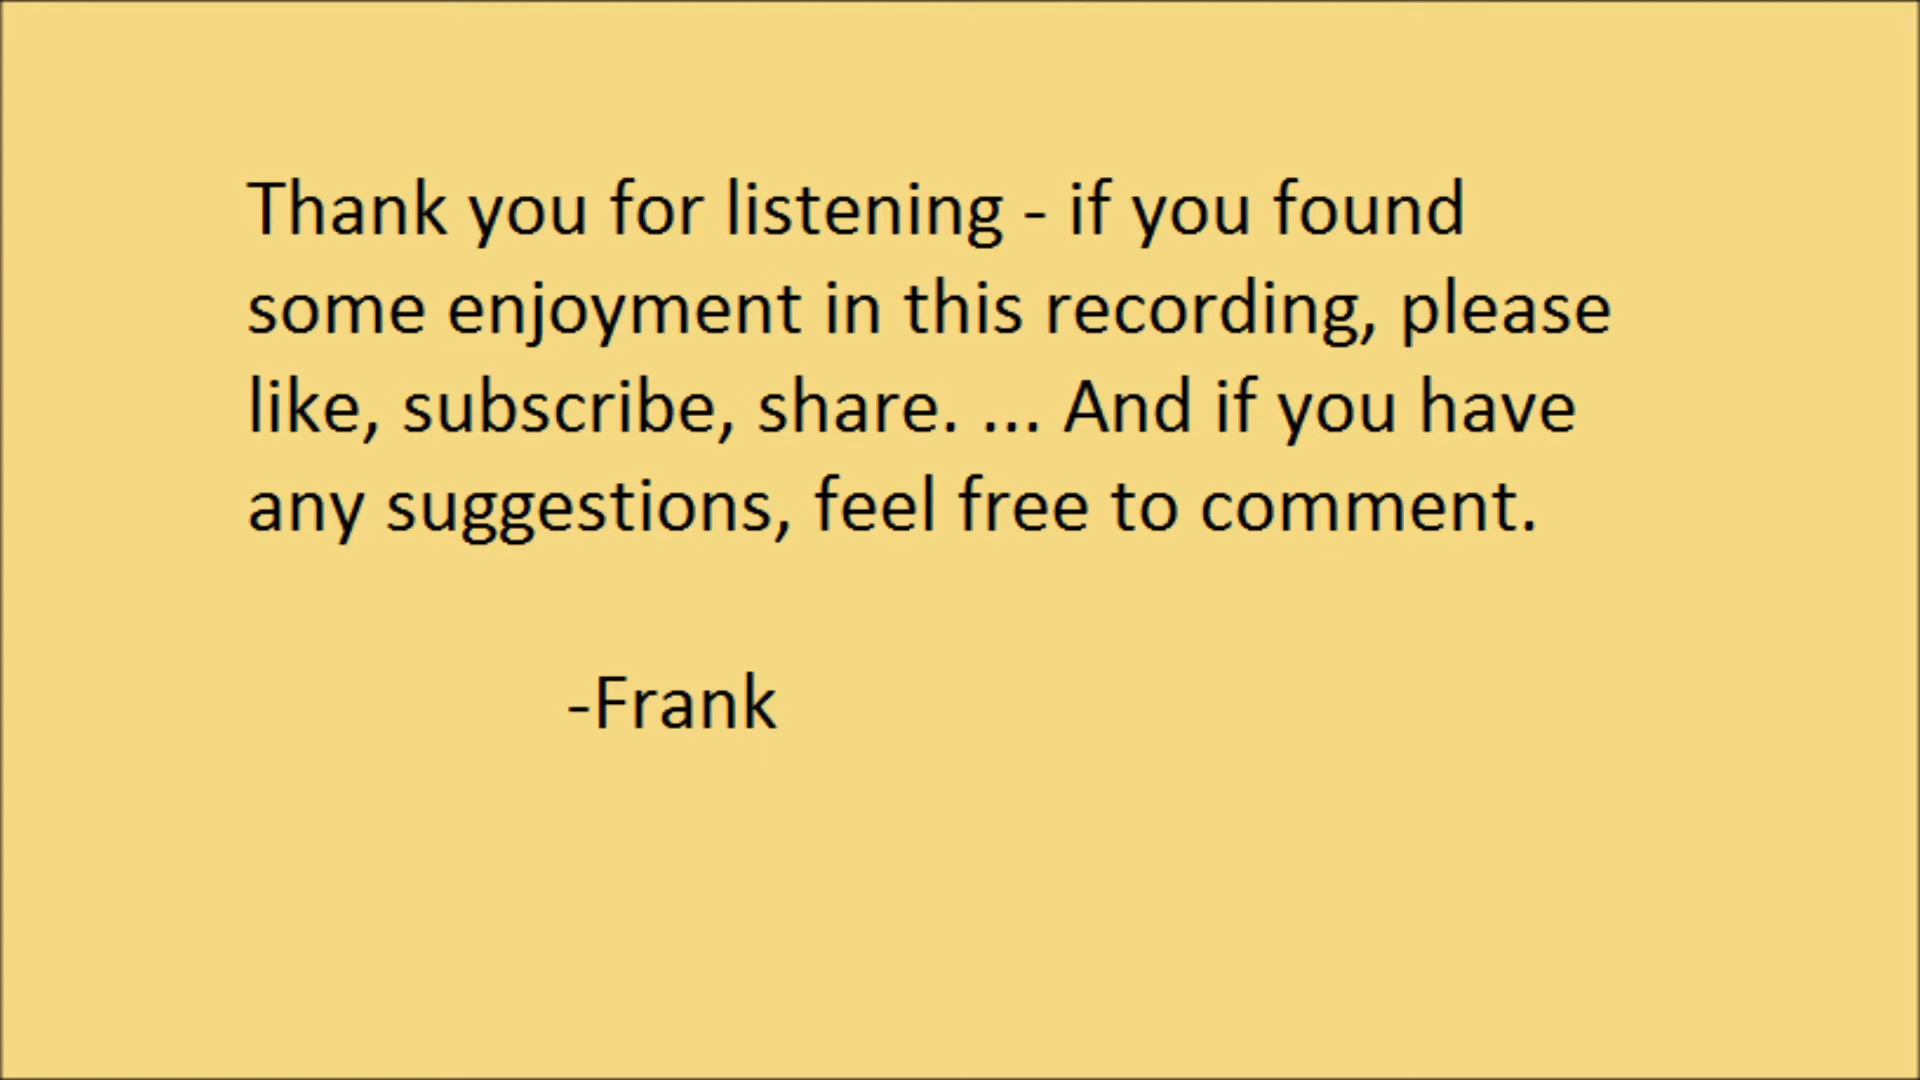 Thank you for listening - if you found
some enjoyment in this recording, please
like, subscribe, share. ... And if you have
any suggestions, feel free to comment.
-Frank